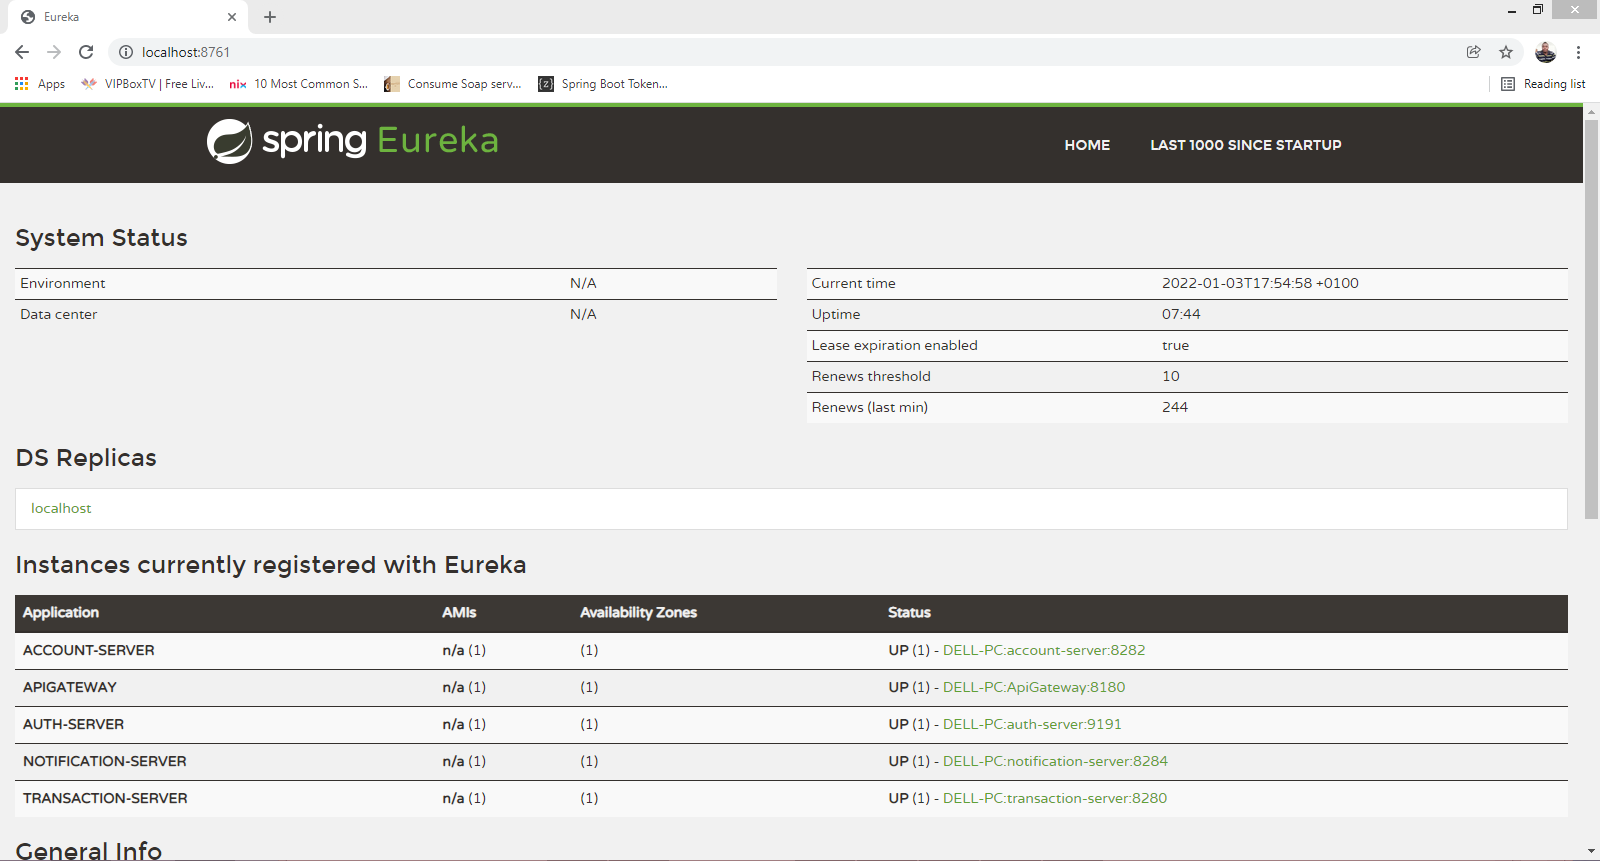 Eureka
localhost:8761
Apps
VIPBoxTV | Free Liv...
nix 10 Most Common S...
Consume Soap serv...
{z} Spring Boot Token...
Reading list
spring Eureka
HOME
LAST 1000 SINCE STARTUP
System Status
Environment N/A
Data center N/A
Current time 2022-01-03T17:54:58 +0100
Uptime 07:44
Lease expiration enabled true
Renews threshold 10
Renews (last min) 244
DS Replicas
localhost
Instances currently registered with Eureka
Application AMIs Availability Zones Status
ACCOUNT-SERVER n/a (1) (1) UP (1) - DELL-PC:account-server:8282
APIGATEWAY n/a (1) (1) UP (1) - DELL-PC:ApiGateway:8180
AUTH-SERVER n/a (1) (1) UP (1) - DELL-PC:auth-server:9191
NOTIFICATION-SERVER n/a (1) (1) UP (1) - DELL-PC:notification-server:8284
TRANSACTION-SERVER n/a (1) (1) UP (1) - DELL-PC:transaction-server:8280
General Info